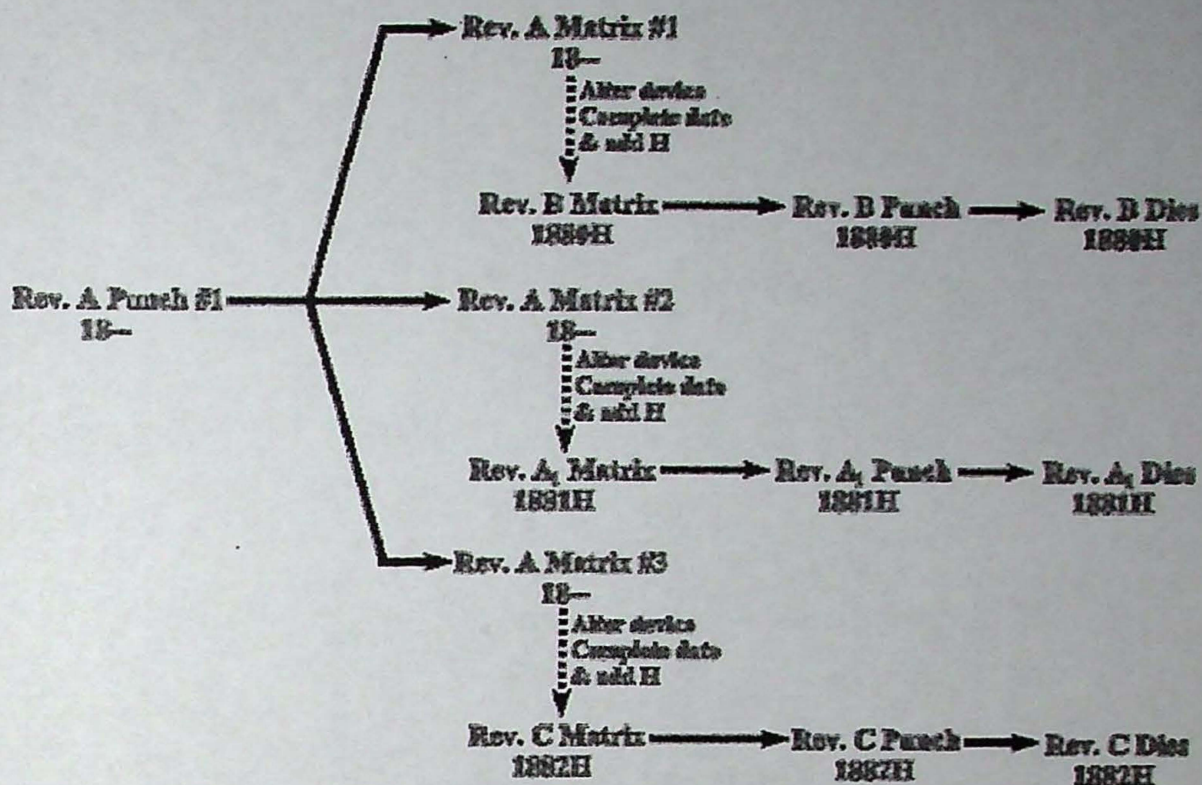 Rev. A Matrix #1
18–
Alter device
Complete date
& add H
Rev. B Matrix
1880H
Rev. B Punch
1880H
Rev. B Dies
1880H
Rev. A Punch #1
18–
Rev. A Matrix #2
18–
Alter device
Complete date
& add H
Rev. A₁ Matrix
1881H
Rev. A₁ Punch
1881H
Rev. A₁ Dies
1881H
Rev. A Matrix #3
18–
Alter device
Complete date
& add H
Rev. C Matrix
1882H
Rev. C Punch
1882H
Rev. C Dies
1882H